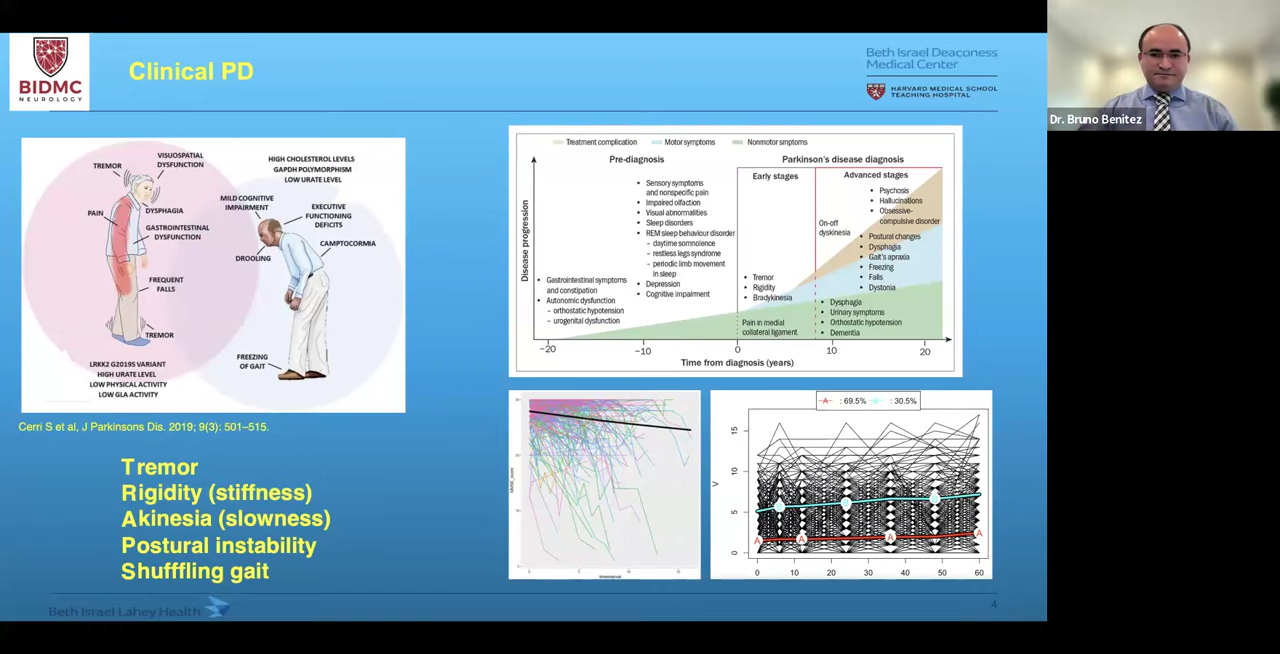 BIDMC
NEUROLOGY
Clinical PD
Beth Israel Deaconess
Medical Center
HARVARD MEDICAL SCHOOL
TEACHING HOSPITAL
Dr. Bruno Benitez
TREMOR
VISUOSPATIAL
DYSFUNCTION
PAIN
DYSPHAGIA
GASTROINTESTINAL
DYSFUNCTION
FREQUENT
FALLS
TREMOR
LRRK2 G2019S VARIANT
HIGH URATE LEVEL
LOW PHYSICAL ACTIVITY
LOW GLA ACTIVITY
HIGH CHOLESTEROL LEVELS
GAPDH POLYMORPHISM
LOW URATE LEVEL
MILD COGNITIVE
IMPAIRMENT
EXECUTIVE
FUNCTIONING
DEFICITS
CAMPTOCORMIA
DROOLING
FREEZING
OF GAIT
Cerri S et al, J Parkinsons Dis. 2019; 9(3): 501–515.
Tremor
Rigidity (stiffness)
Akinesia (slowness)
Postural instability
Shufffling gait
Treatment complication
Motor symptoms
Nonmotor smptoms
Pre-diagnosis
Parkinson's disease diagnosis
Early stages
Advanced stages
Disease progression
• Gastrointestinal symptoms
and constipation
• Autonomic dysfunction
– orthostatic hypotension
– urogenital dysfunction
• Sensory symptoms
and nonspecific pain
• Impaired olfaction
• Visual abnormalities
• Sleep disorders
• REM sleep behaviour disorder
– daytime somnolence
– restless legs syndrome
– periodic limb movement
in sleep
• Depression
• Cognitive impairment
• Tremor
• Rigidity
• Bradykinesia
Pain in medial
collateral ligament
On-off
dyskinesia
• Psychosis
• Hallucinations
• Obsessive-
compulsive disorder
• Postural changes
• Dysphagia
• Gait's apraxia
• Freezing
• Falls
• Dystonia
• Dysphagia
• Urinary symptoms
• Orthostatic hypotension
• Dementia
−20 −10 0 10 20
Time from diagnosis (years)
A : 69.5% B : 30.5%
V
15
10
5
0
0 10 20 30 40 50 60
Beth Israel Lahey Health
4